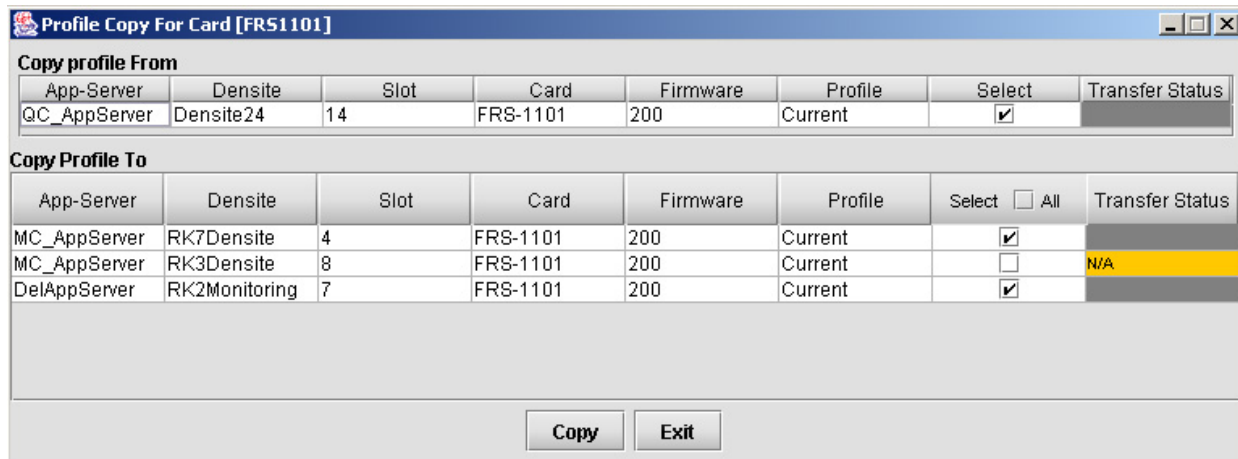 Profile Copy For Card [FRS1101]
Copy profile From
App-Server Densite Slot Card Firmware Profile Select Transfer Status
QC_AppServer Densite24 14 FRS-1101 200 Current
Copy Profile To
App-Server Densite Slot Card Firmware Profile Select All Transfer Status
MC_AppServer RK7Densite 4 FRS-1101 200 Current
MC_AppServer RK3Densite 8 FRS-1101 200 Current N/A
DelAppServer RK2Monitoring 7 FRS-1101 200 Current
Copy Exit